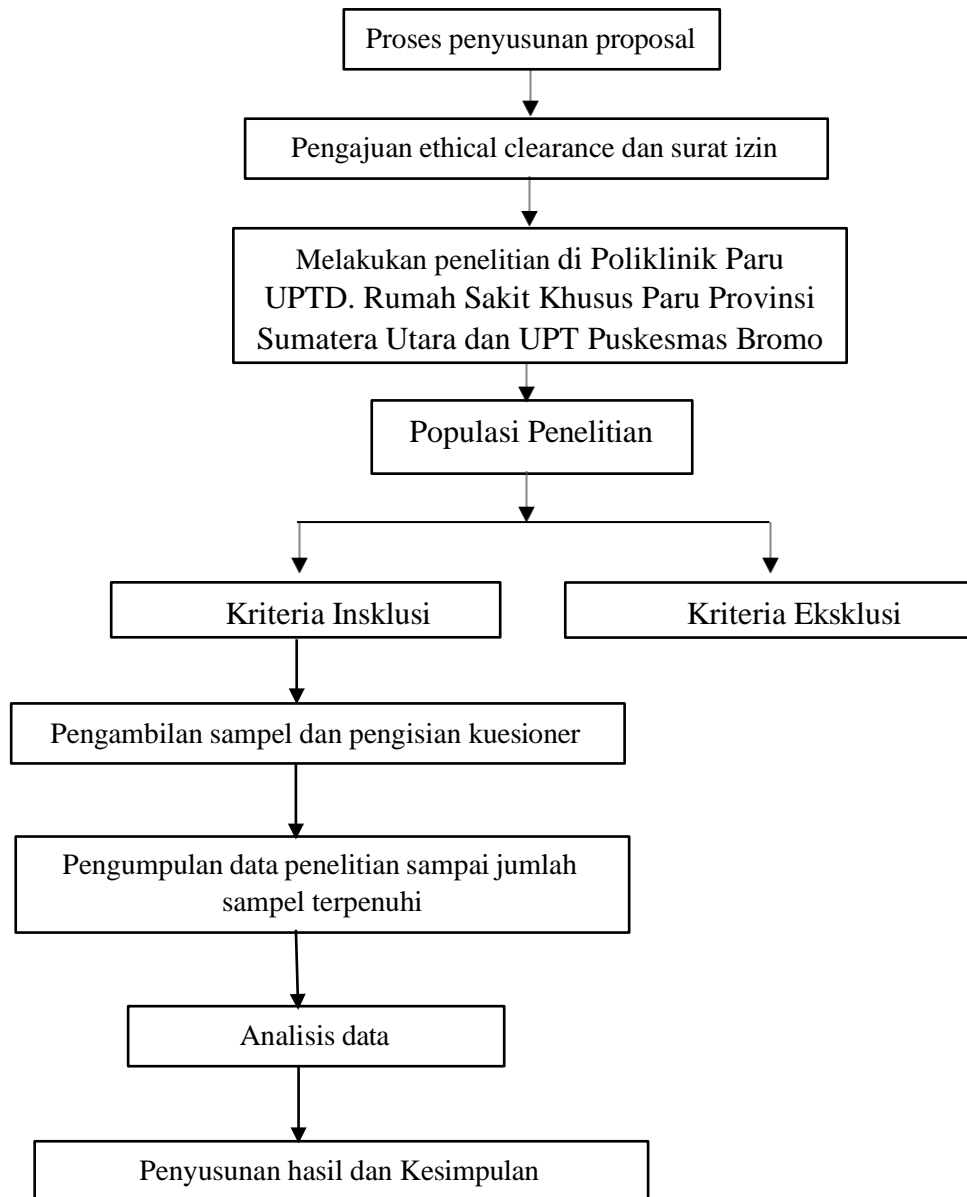 Proses penyusunan proposal
Pengajuan ethical clearance dan surat izin
Melakukan penelitian di Poliklinik Paru
UPTD. Rumah Sakit Khusus Paru Provinsi
Sumatera Utara dan UPT Puskesmas Bromo
Populasi Penelitian
Kriteria Insklusi
Kriteria Eksklusi
Pengambilan sampel dan pengisian kuesioner
Pengumpulan data penelitian sampai jumlah
sampel terpenuhi
Analisis data
Penyusunan hasil dan Kesimpulan